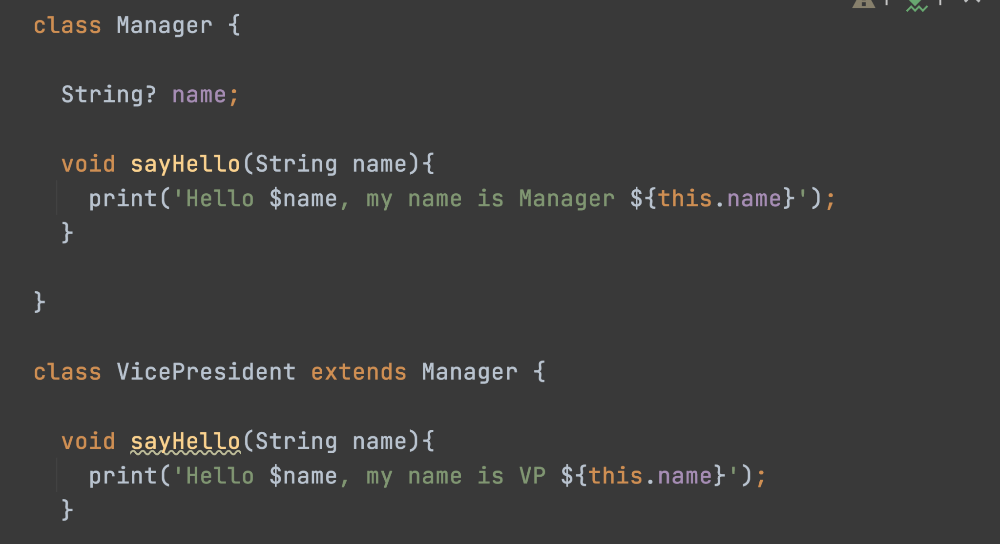 class Manager {
String? name;
void sayHello(String name){
print('Hello $name, my name is Manager ${this.name}');
}
}
class VicePresident extends Manager {
void sayHello(String name){
print('Hello $name, my name is VP ${this.name}');
}